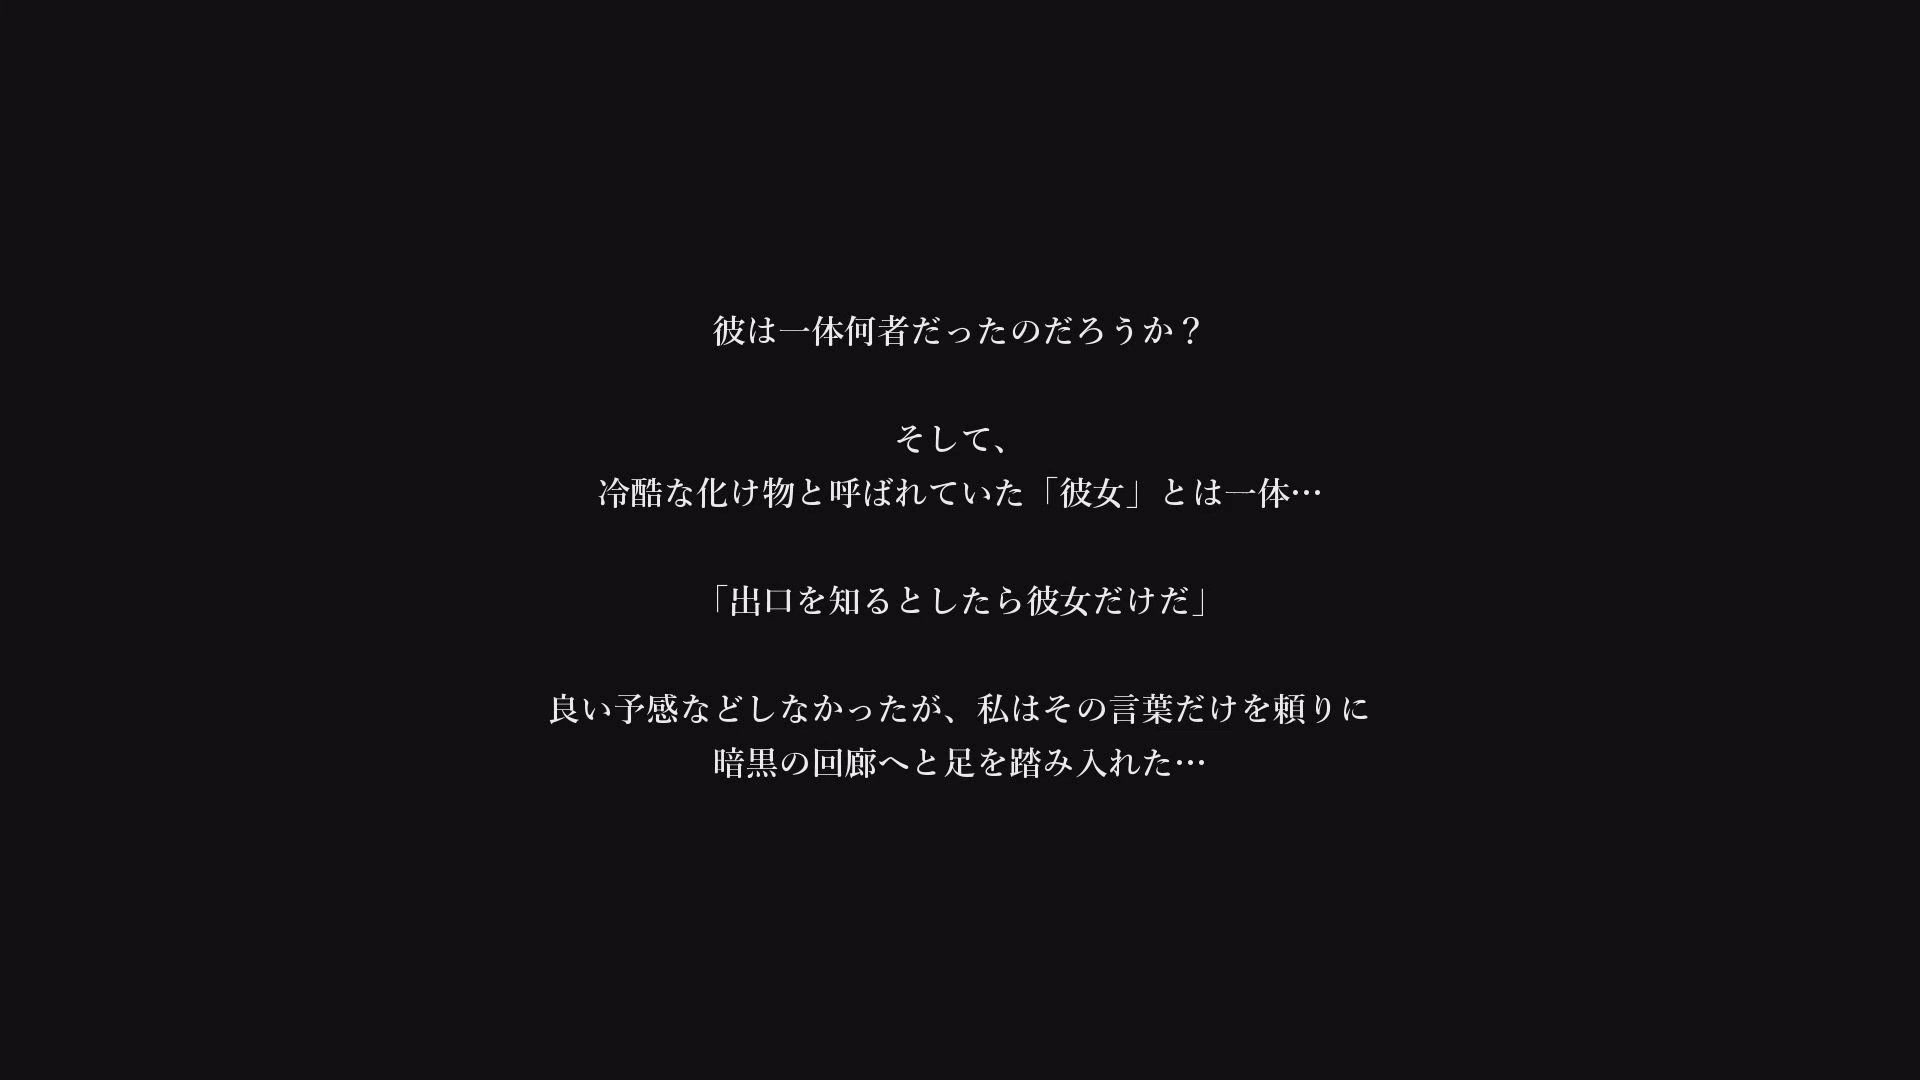 彼は一体何者だったのだろうか？
そして、
冷酷な化け物と呼ばれていた「彼女」とは一体…
「出口を知るとしたら彼女だけだ」
良い予感などしなかったが、私はその言葉だけを頼りに
暗黒の回廊へと足を踏み入れた…